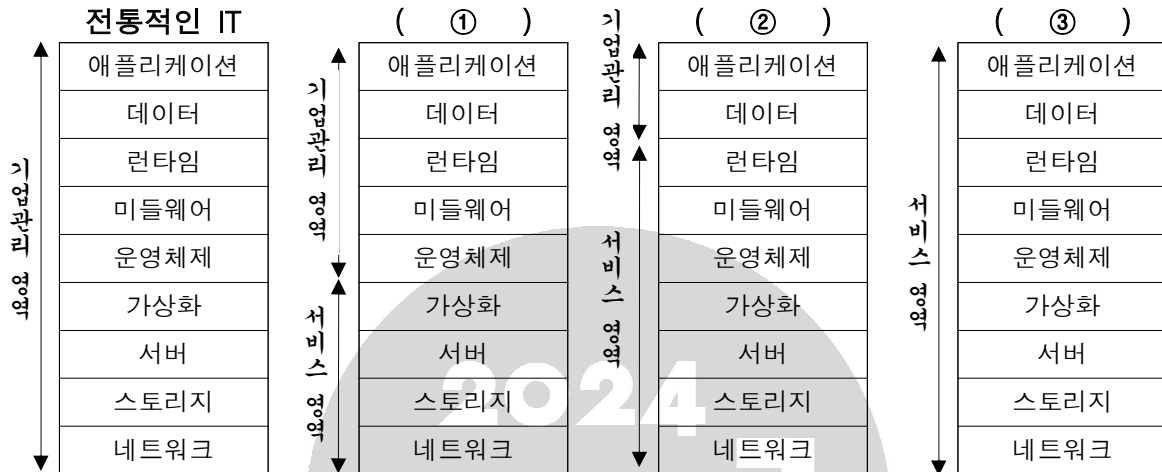 전통적인 IT
애플리케이션
데이터
런타임
미들웨어
운영체제
가상화
서버
스토리지
네트워크
기업관리 영역
( ① )
애플리케이션
데이터
런타임
미들웨어
운영체제
가상화
서버
스토리지
네트워크
기업관리 영역
서비스 영역
( ② )
애플리케이션
데이터
런타임
미들웨어
운영체제
가상화
서버
스토리지
네트워크
기업관리 영역
서비스 영역
( ③ )
애플리케이션
데이터
런타임
미들웨어
운영체제
가상화
서버
스토리지
네트워크
서비스 영역
2024